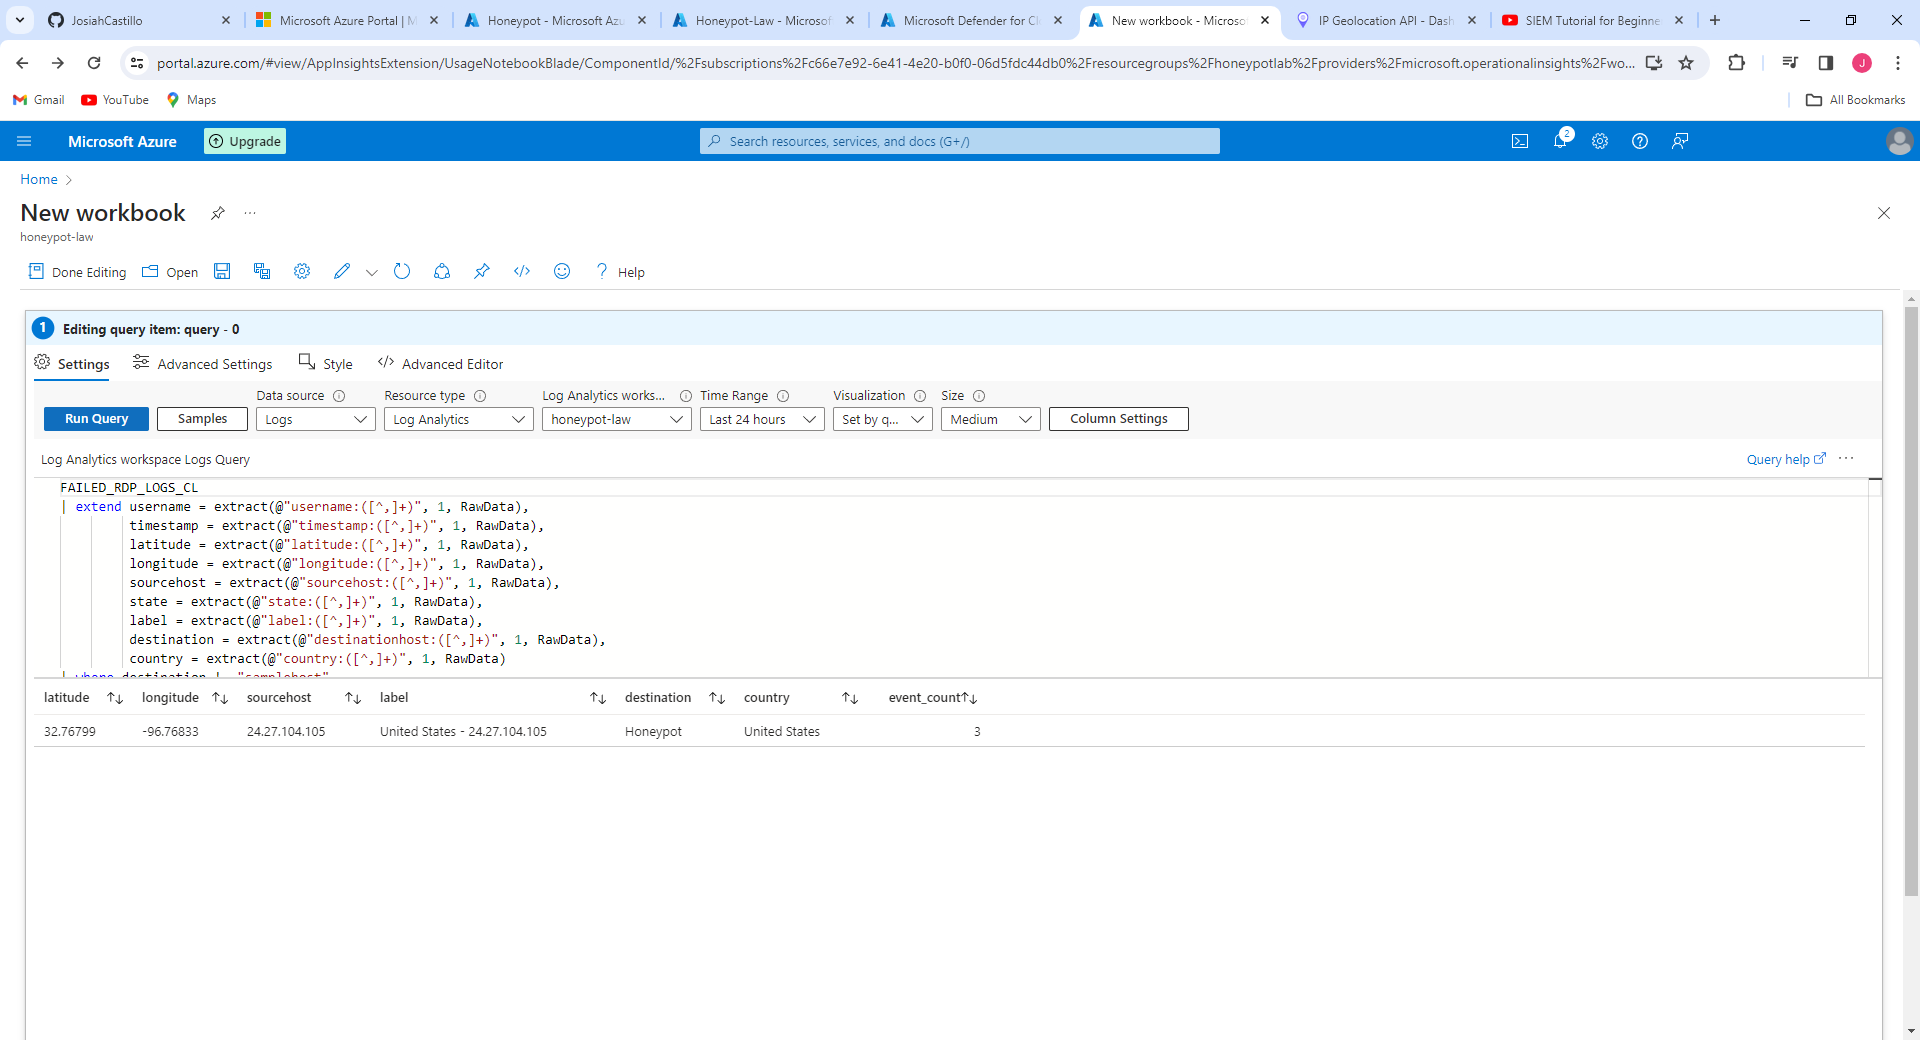 JosiahCastillo
Microsoft Azure Portal | M
Honeypot - Microsoft Azu
Honeypot-Law - Microsof
Microsoft Defender for Cl
New workbook - Microso
IP Geolocation API - Dash
SIEM Tutorial for Beginne
portal.azure.com/#view/AppInsightsExtension/UsageNotebookBlade/ComponentId/%2Fsubscriptions%2Fc66e7e92-6e41-4e20-b0f0-06d5fdc44db0%2Fresourcegroups%2Fhoneypotlab%2Fproviders%2Fmicrosoft.operationalinsights%2Fwo...
J
Gmail
YouTube
Maps
All Bookmarks
Microsoft Azure
Upgrade
Search resources, services, and docs (G+/)
2
Home
New workbook
...
honeypot-law
Done Editing
Open
Help
1
Editing query item: query - 0
Settings
Advanced Settings
Style
Advanced Editor
Data source
Resource type
Log Analytics works...
Time Range
Visualization
Size
Run Query
Samples
Logs
Log Analytics
honeypot-law
Last 24 hours
Set by q...
Medium
Column Settings
Log Analytics workspace Logs Query
Query help
...
FAILED_RDP_LOGS_CL
| extend username = extract(@"username:([^,]+)", 1, RawData),
timestamp = extract(@"timestamp:([^,]+)", 1, RawData),
latitude = extract(@"latitude:([^,]+)", 1, RawData),
longitude = extract(@"longitude:([^,]+)", 1, RawData),
sourcehost = extract(@"sourcehost:([^,]+)", 1, RawData),
state = extract(@"state:([^,]+)", 1, RawData),
label = extract(@"label:([^,]+)", 1, RawData),
destination = extract(@"destinationhost:([^,]+)", 1, RawData),
country = extract(@"country:([^,]+)", 1, RawData)
| where destination != "samplehost"
latitude longitude sourcehost label destination country event_count
32.76799 -96.76833 24.27.104.105 United States - 24.27.104.105 Honeypot United States 3